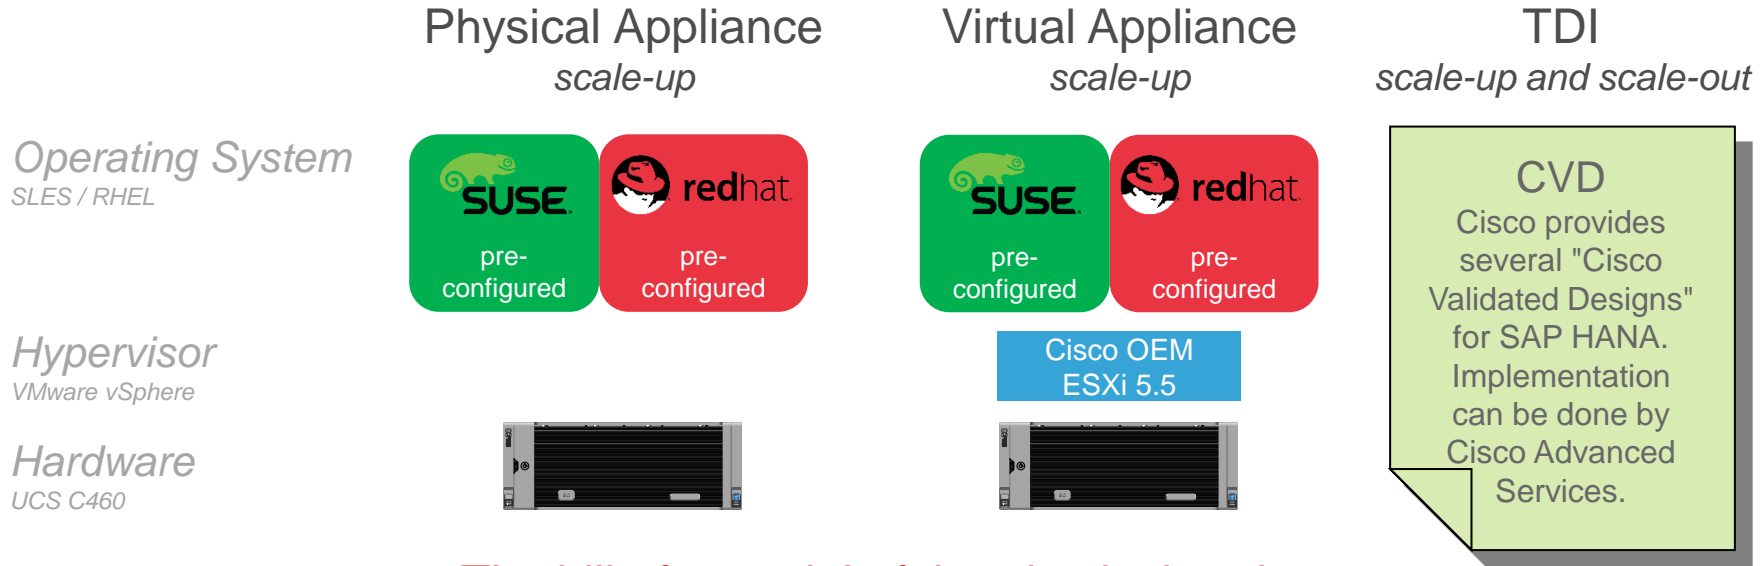 Physical Appliance
scale-up
Virtual Appliance
scale-up
TDI
scale-up and scale-out
Operating System
SLES / RHEL
SUSE
pre-
configured
redhat
pre-
configured
SUSE
pre-
configured
redhat
pre-
configured
CVD
Cisco provides
several "Cisco
Validated Designs"
for SAP HANA.
Implementation
can be done by
Cisco Advanced
Services.
Hypervisor
VMware vSphere
Cisco OEM
ESXi 5.5
Hardware
UCS C460